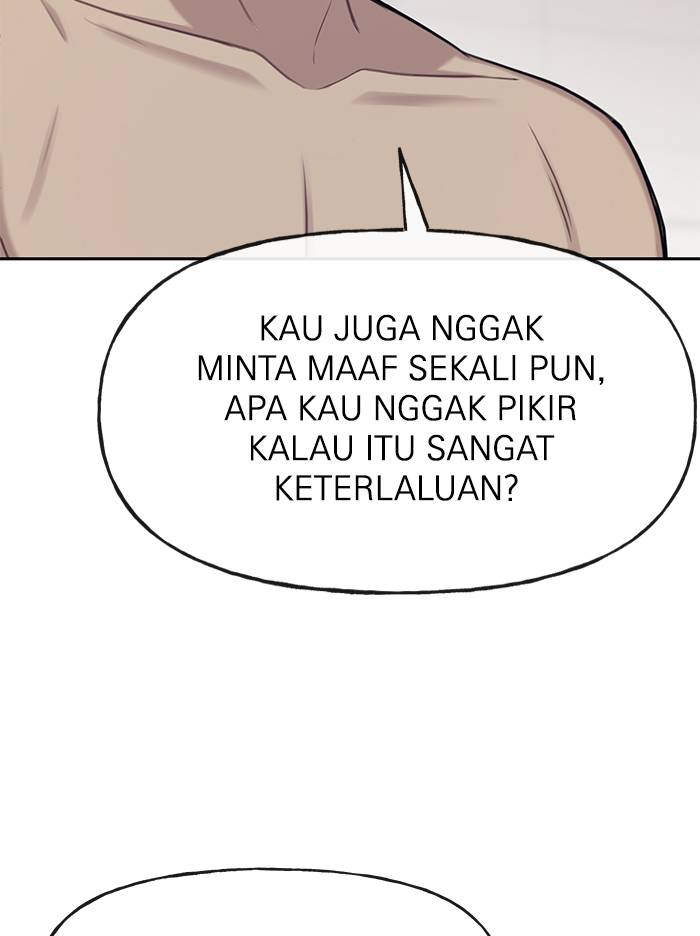 KAU JUGA NGGAK
MINTA MAAF SEKALI PUN,
APA KAU NGGAK PIKIR
KALAU ITU SANGAT
KETERLALUAN?